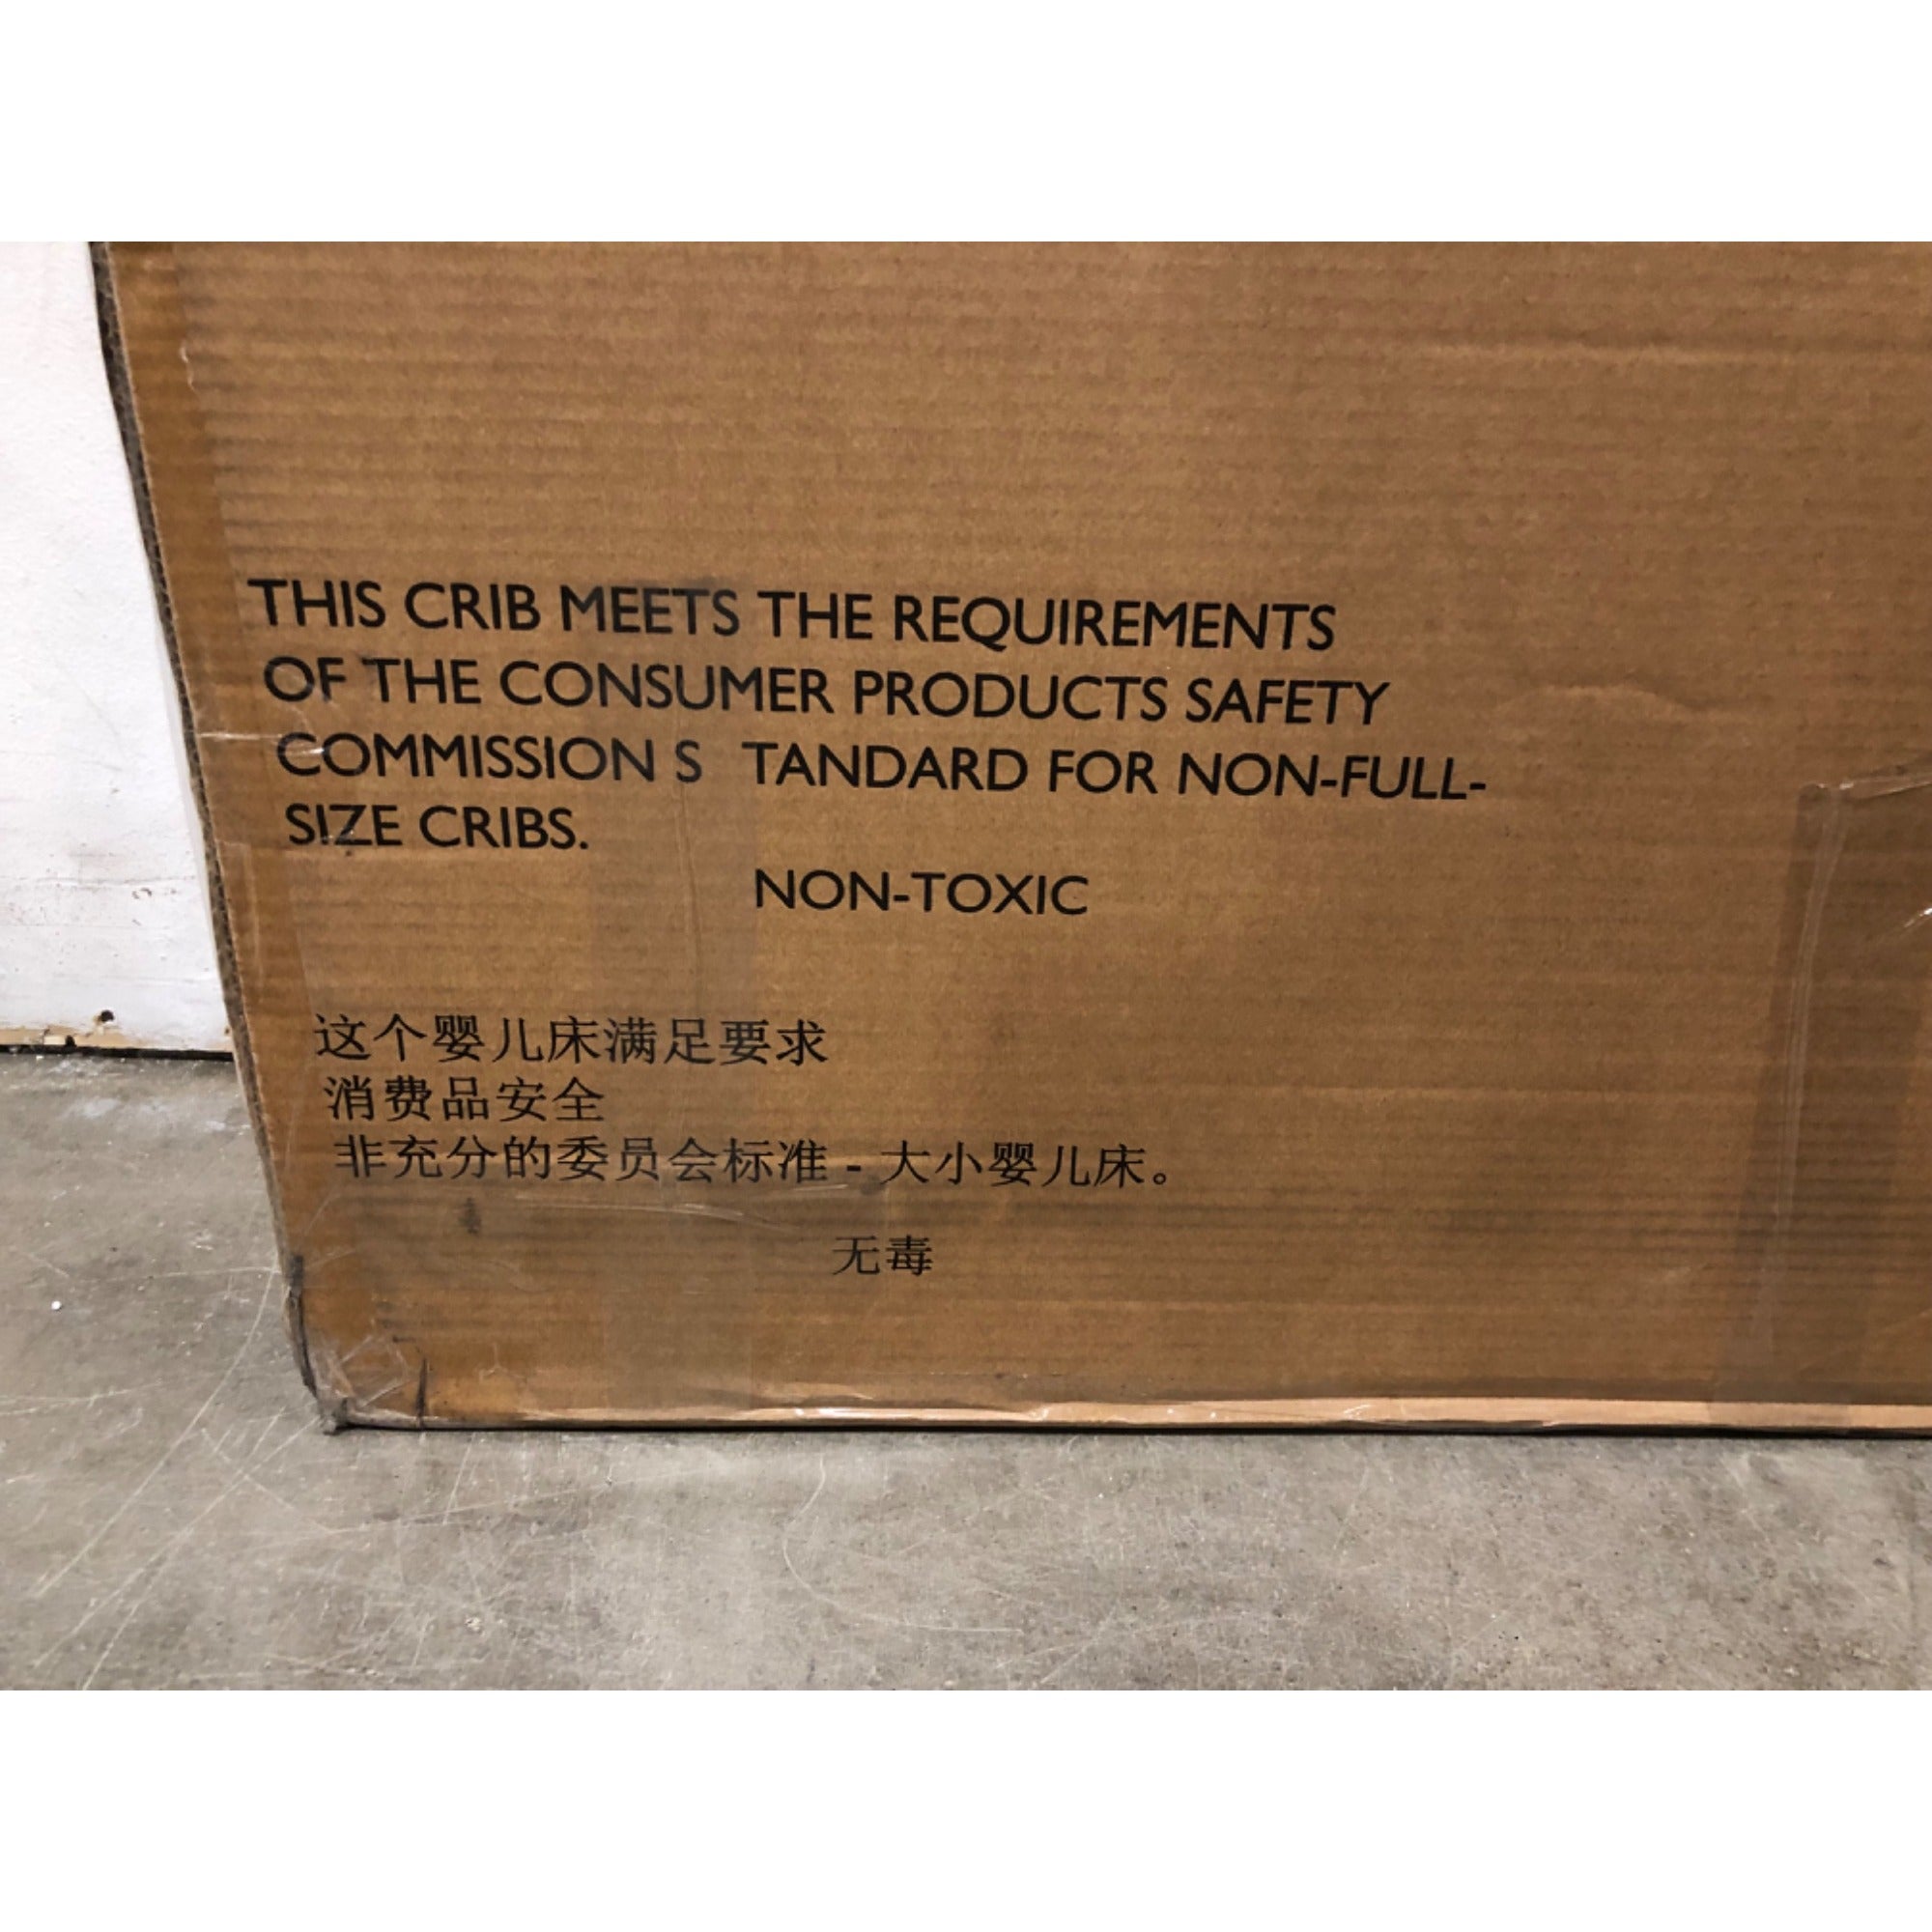 THIS CRIB MEETS THE REQUIREMENTS
OF THE CONSUMER PRODUCTS SAFETY
COMMISSION S TANDARD FOR NON-FULL-
SIZE CRIBS.
NON-TOXIC
这个婴儿床满足要求
消费品安全
非充分的委员会标准 - 大小婴儿床。
无毒